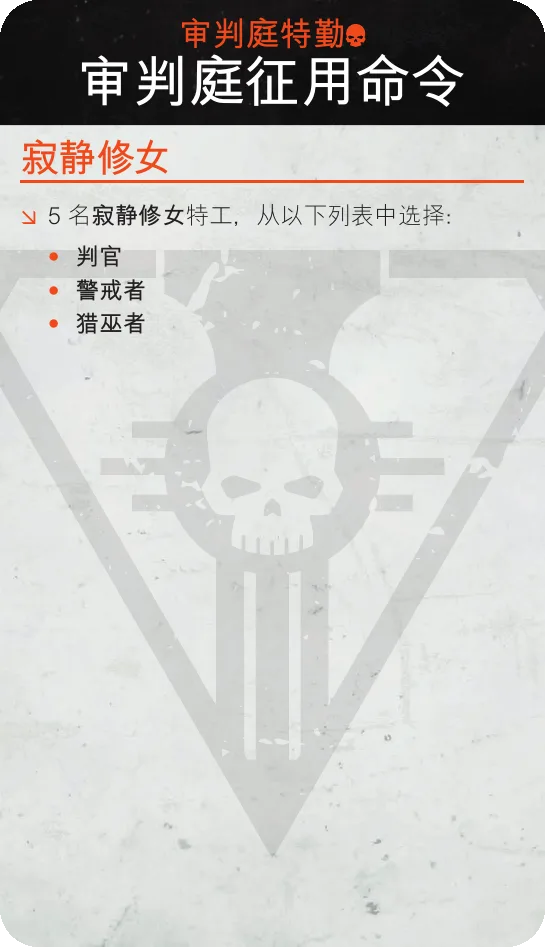 审判庭特勤
审判庭征用命令
寂静修女
5 名寂静修女特工，从以下列表中选择：
判官
警戒者
猎巫者